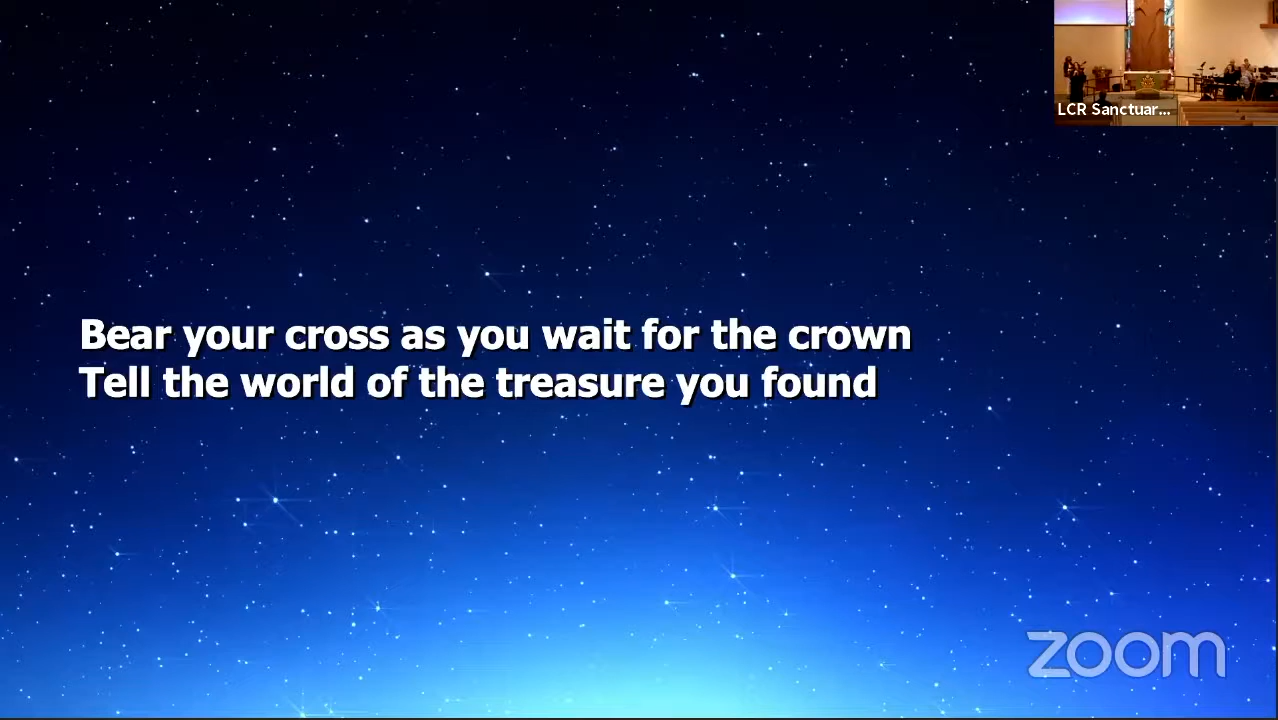 LCR Sanctuar...
Bear your cross as you wait for the crown
Tell the world of the treasure you found
zoom